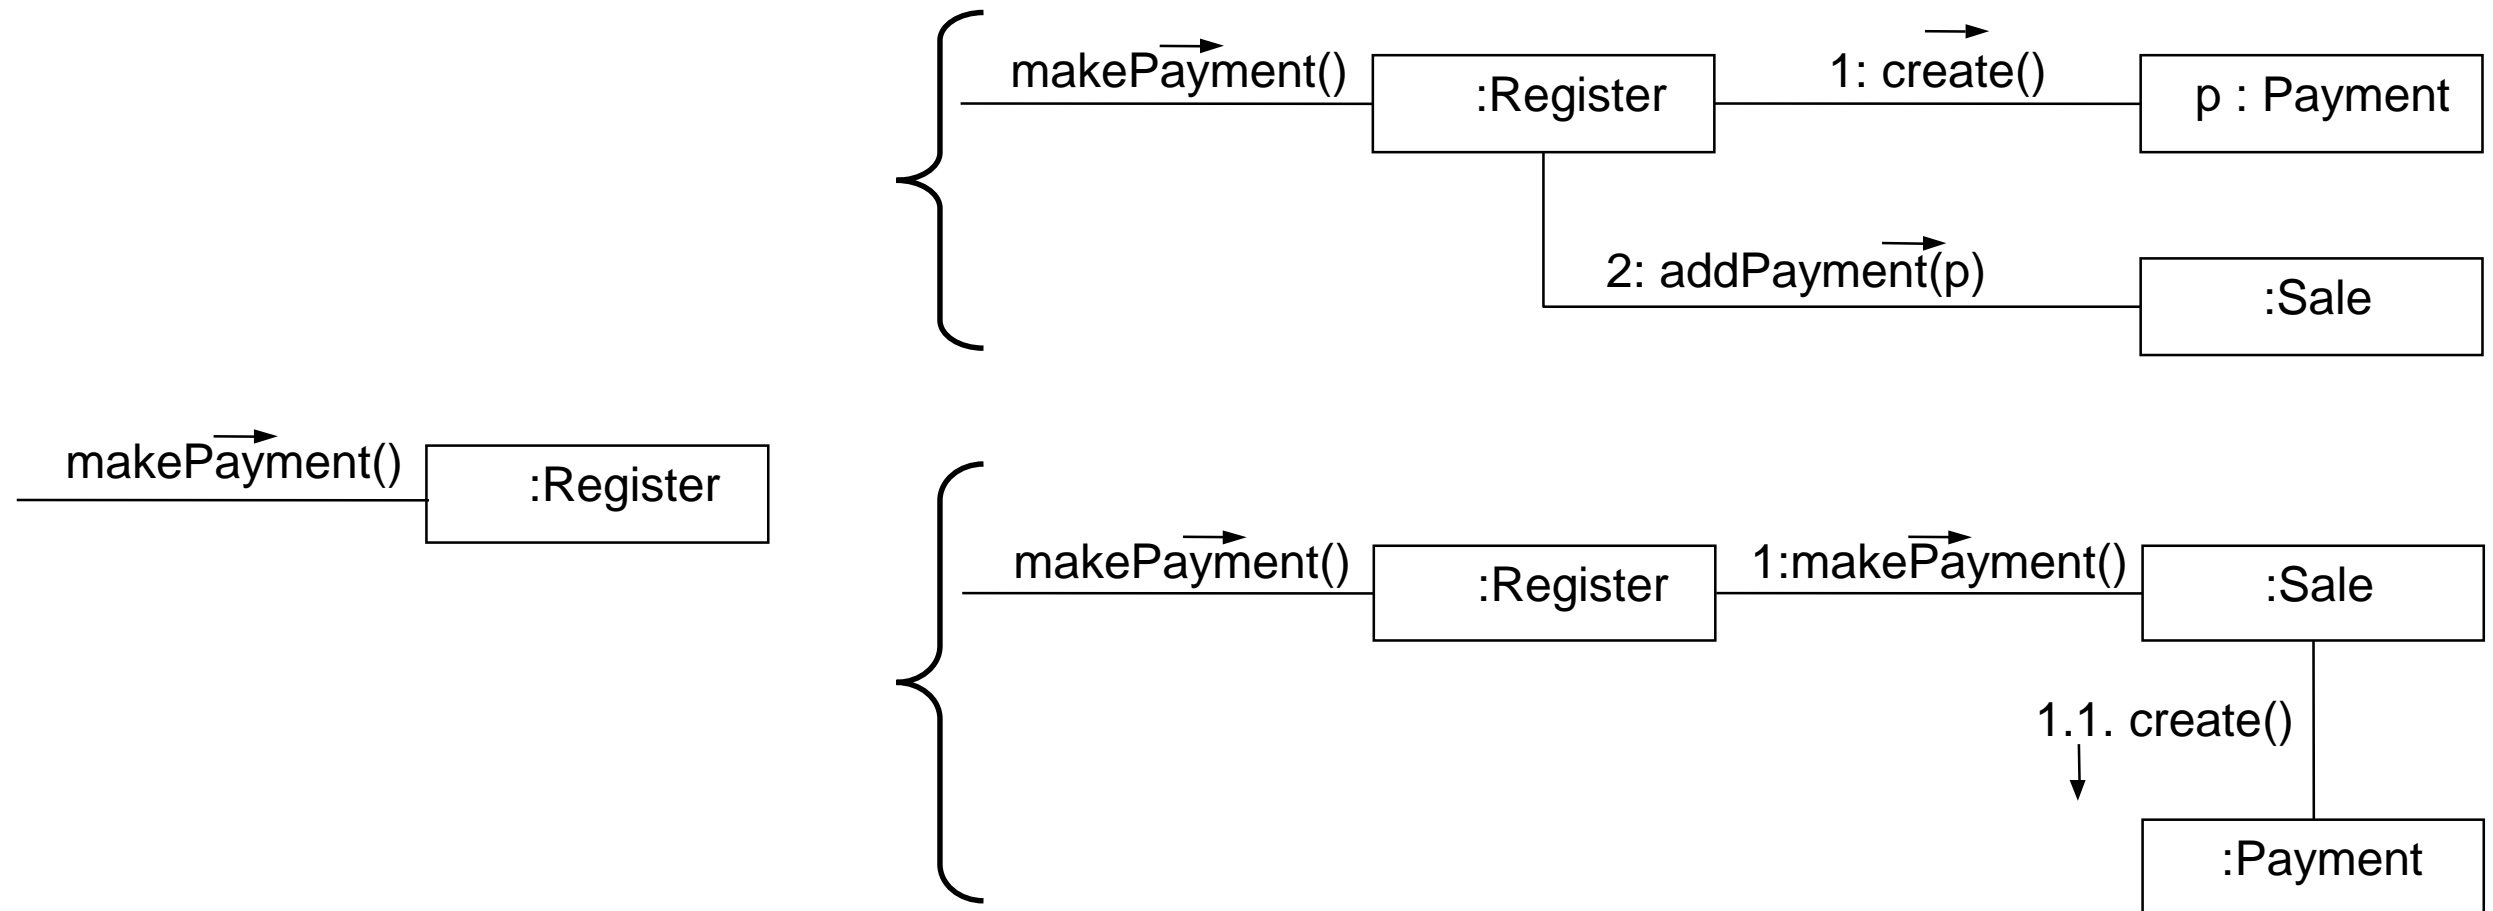 makePayment()
:Register
1: create()
p : Payment
2: addPayment(p)
:Sale
makePayment()
:Register
makePayment()
:Register
1:makePayment()
:Sale
1.1. create()
:Payment